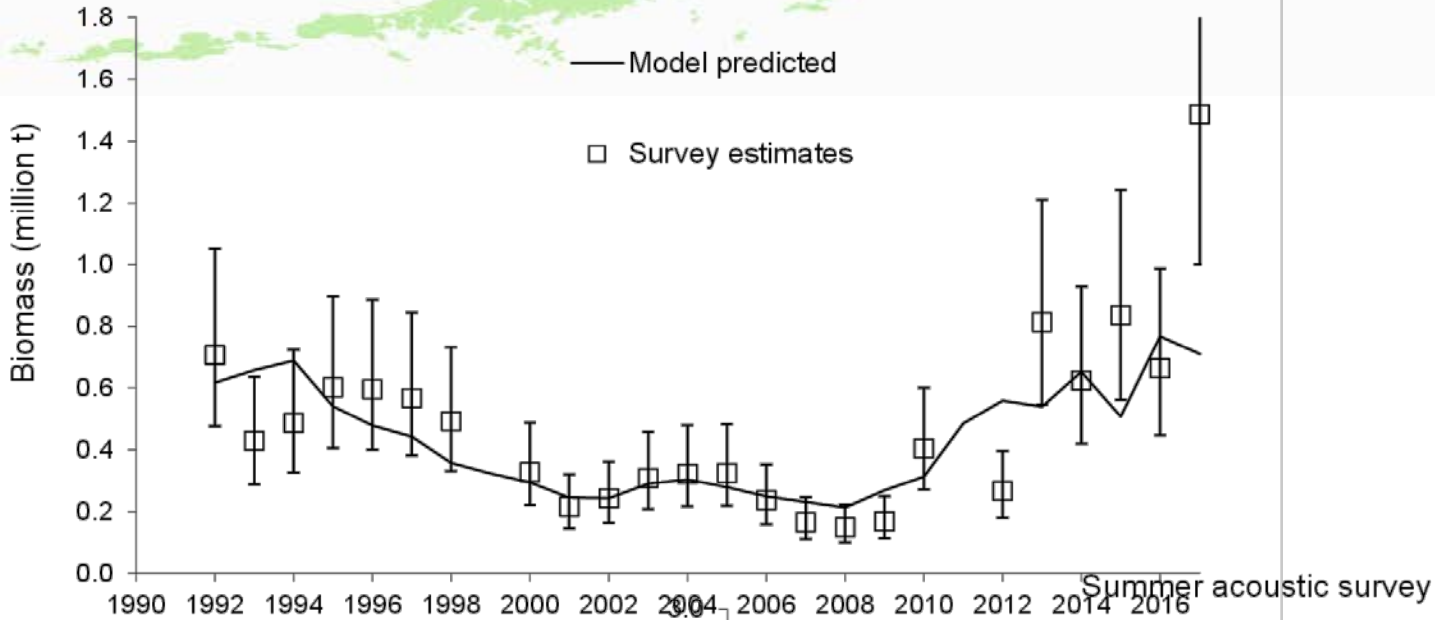 1.8
Model predicted
1.6
1.4
Survey estimates
1.2
1.0
0.8
0.6
0.4
0.2
0.0
Biomass (million t)
1990 1992 1994 1996 1998 2000 2002 2004 2006 2008 2010 2012 2014 2016
Summer acoustic survey
3.0